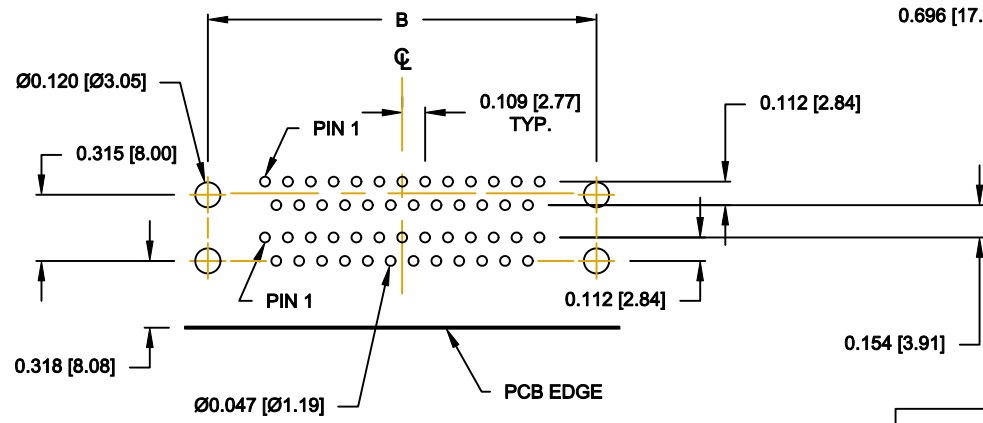 B
0.696 [17.
℄
Ø0.120 [Ø3.05]
0.109 [2.77]
TYP.
0.112 [2.84]
PIN 1
0.315 [8.00]
PIN 1
0.112 [2.84]
0.154 [3.91]
0.318 [8.08]
PCB EDGE
Ø0.047 [Ø1.19]